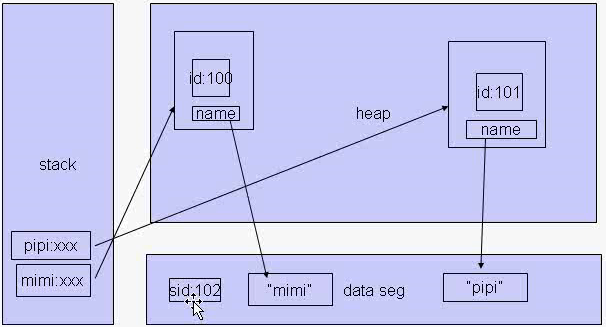 stack
pipi:xxx
mimi:xxx
id:100
name
heap
id:101
name
sid:102
"mimi"
data seg
"pipi"